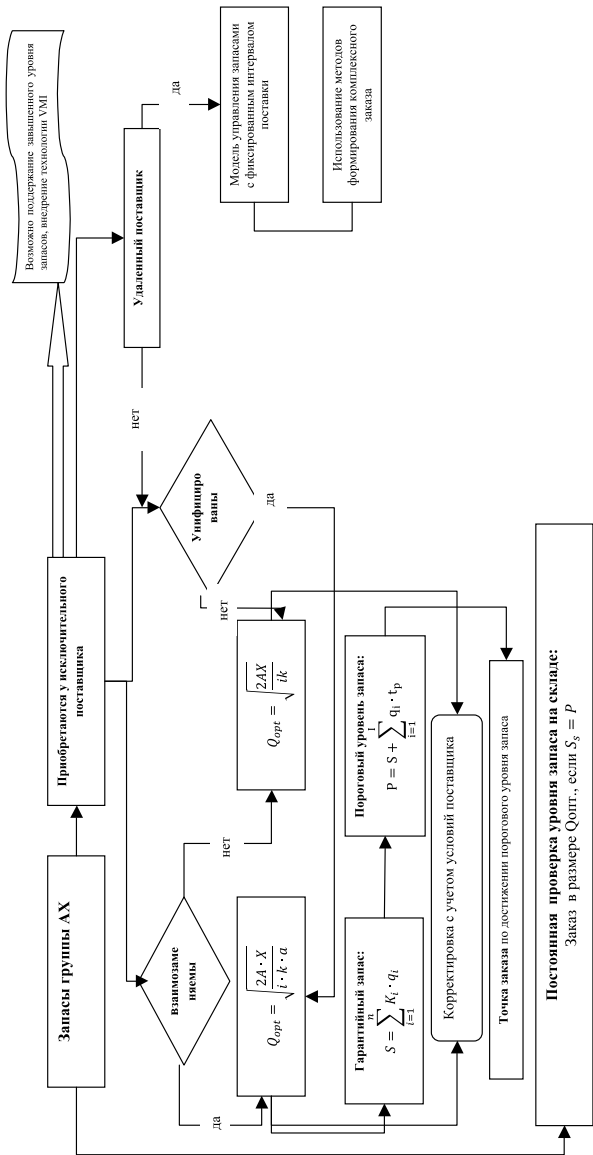 Запасы группы АХ
Приобретаются у исключительного
поставщика
Возможно поддержание завышенного уровня
запасов, внедрение технологии VMI
Удаленный поставщик
да
нет
Модель управления запасами
с фиксированным интервалом
поставки
Использование методов
формирования комплексного
заказа
Взаимозаме
няемы
Унифициро
ваны
да
нет
нет
да
Q_{opt} = \sqrt{\frac{2A \cdot X}{i \cdot k \cdot a}}
Q_{opt} = \sqrt{\frac{2AX}{ik}}
Гарантийный запас:
S = \sum_{i=1}^{n} K_i \cdot q_i
Пороговый уровень запаса:
P = S + \sum_{i=1}^{I} q_i \cdot t_p
Корректировка с учетом условий поставщика
Точка заказа по достижении порогового уровня запаса
Постоянная проверка уровня запаса на складе:
Заказ в размере Qопт., если S_s = P